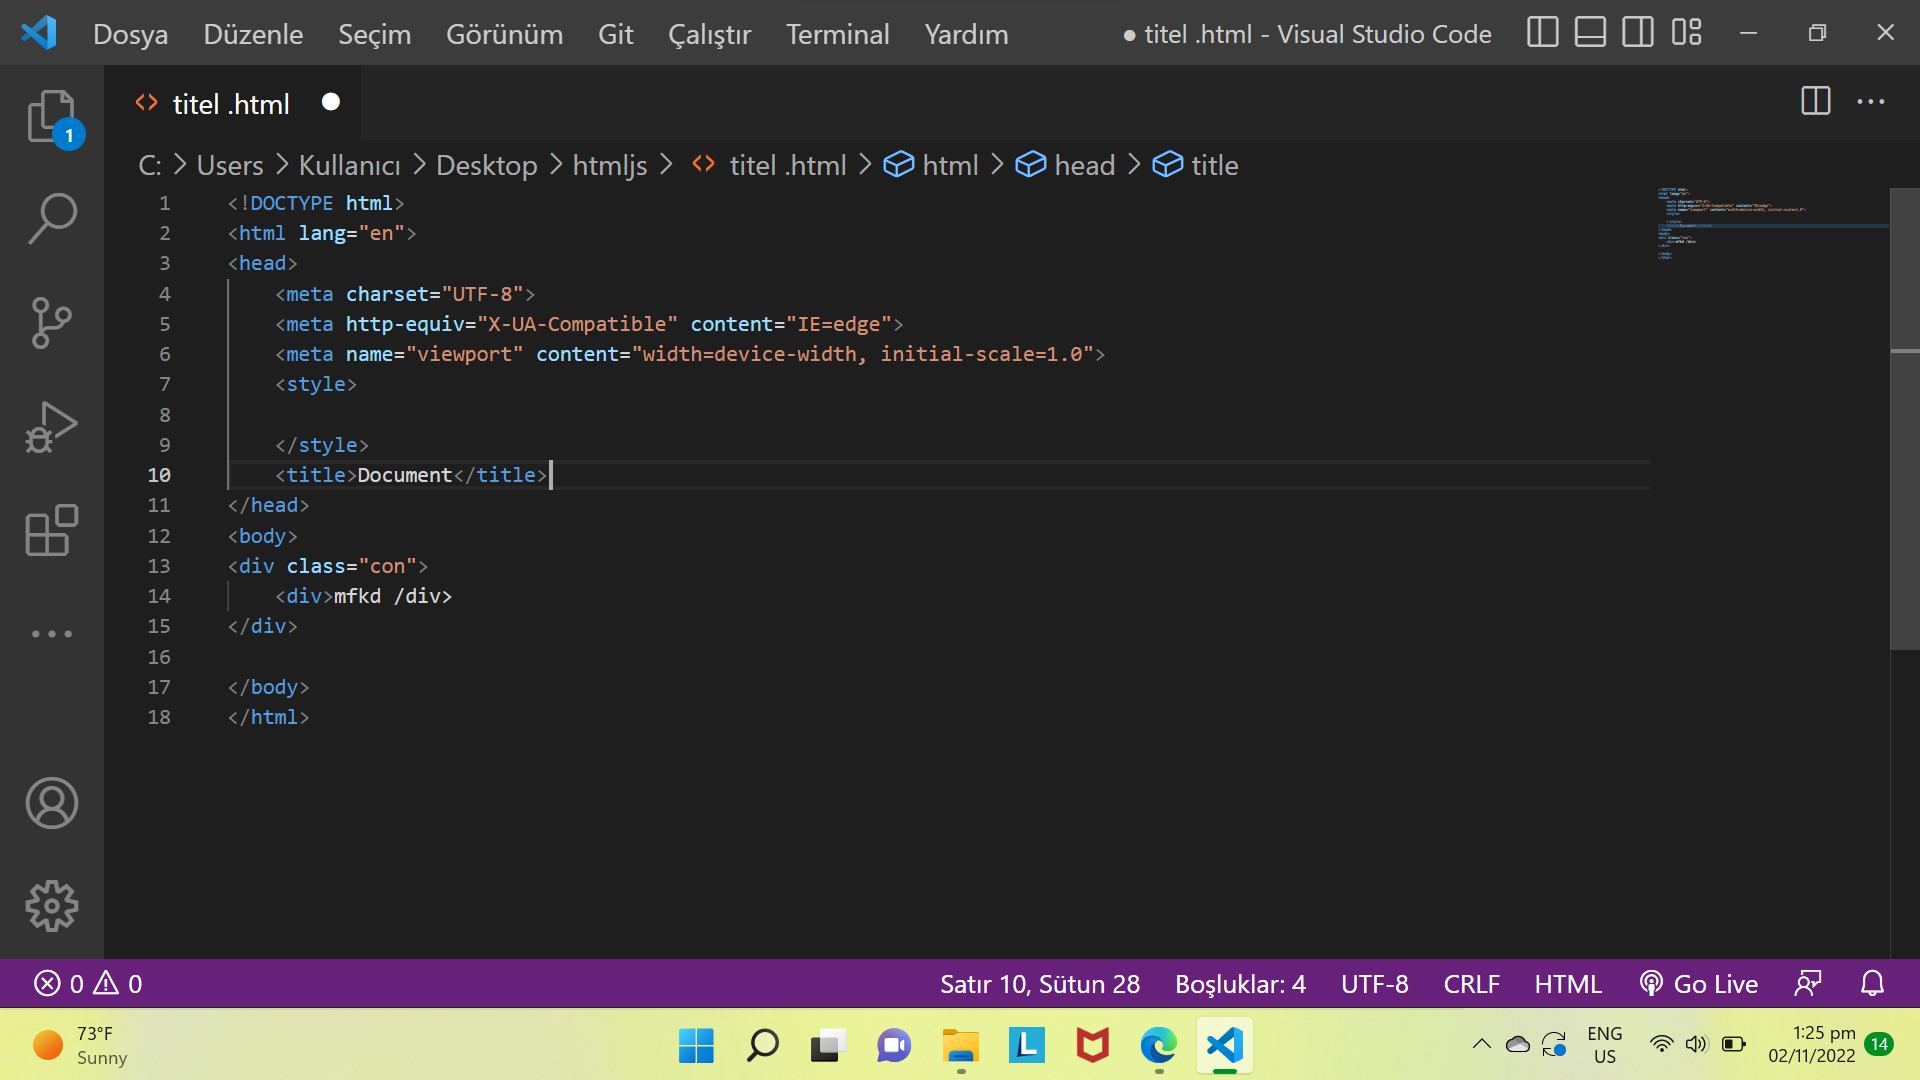 Dosya Düzenle Seçim Görünüm Git Çalıştır Terminal Yardım ● titel .html - Visual Studio Code
titel .html
C: > Users > Kullanıcı > Desktop > htmljs > titel .html > html > head > title
1 <!DOCTYPE html>
2 <html lang="en">
3 <head>
4 <meta charset="UTF-8">
5 <meta http-equiv="X-UA-Compatible" content="IE=edge">
6 <meta name="viewport" content="width=device-width, initial-scale=1.0">
7 <style>
8
9 </style>
10 <title>Document</title>
11 </head>
12 <body>
13 <div class="con">
14 <div>mfkd /div>
15 </div>
16
17 </body>
18 </html>
1
0 0 Satır 10, Sütun 28 Boşluklar: 4 UTF-8 CRLF HTML Go Live
73°F
Sunny
L
ENG
US
1:25 pm
02/11/2022
14